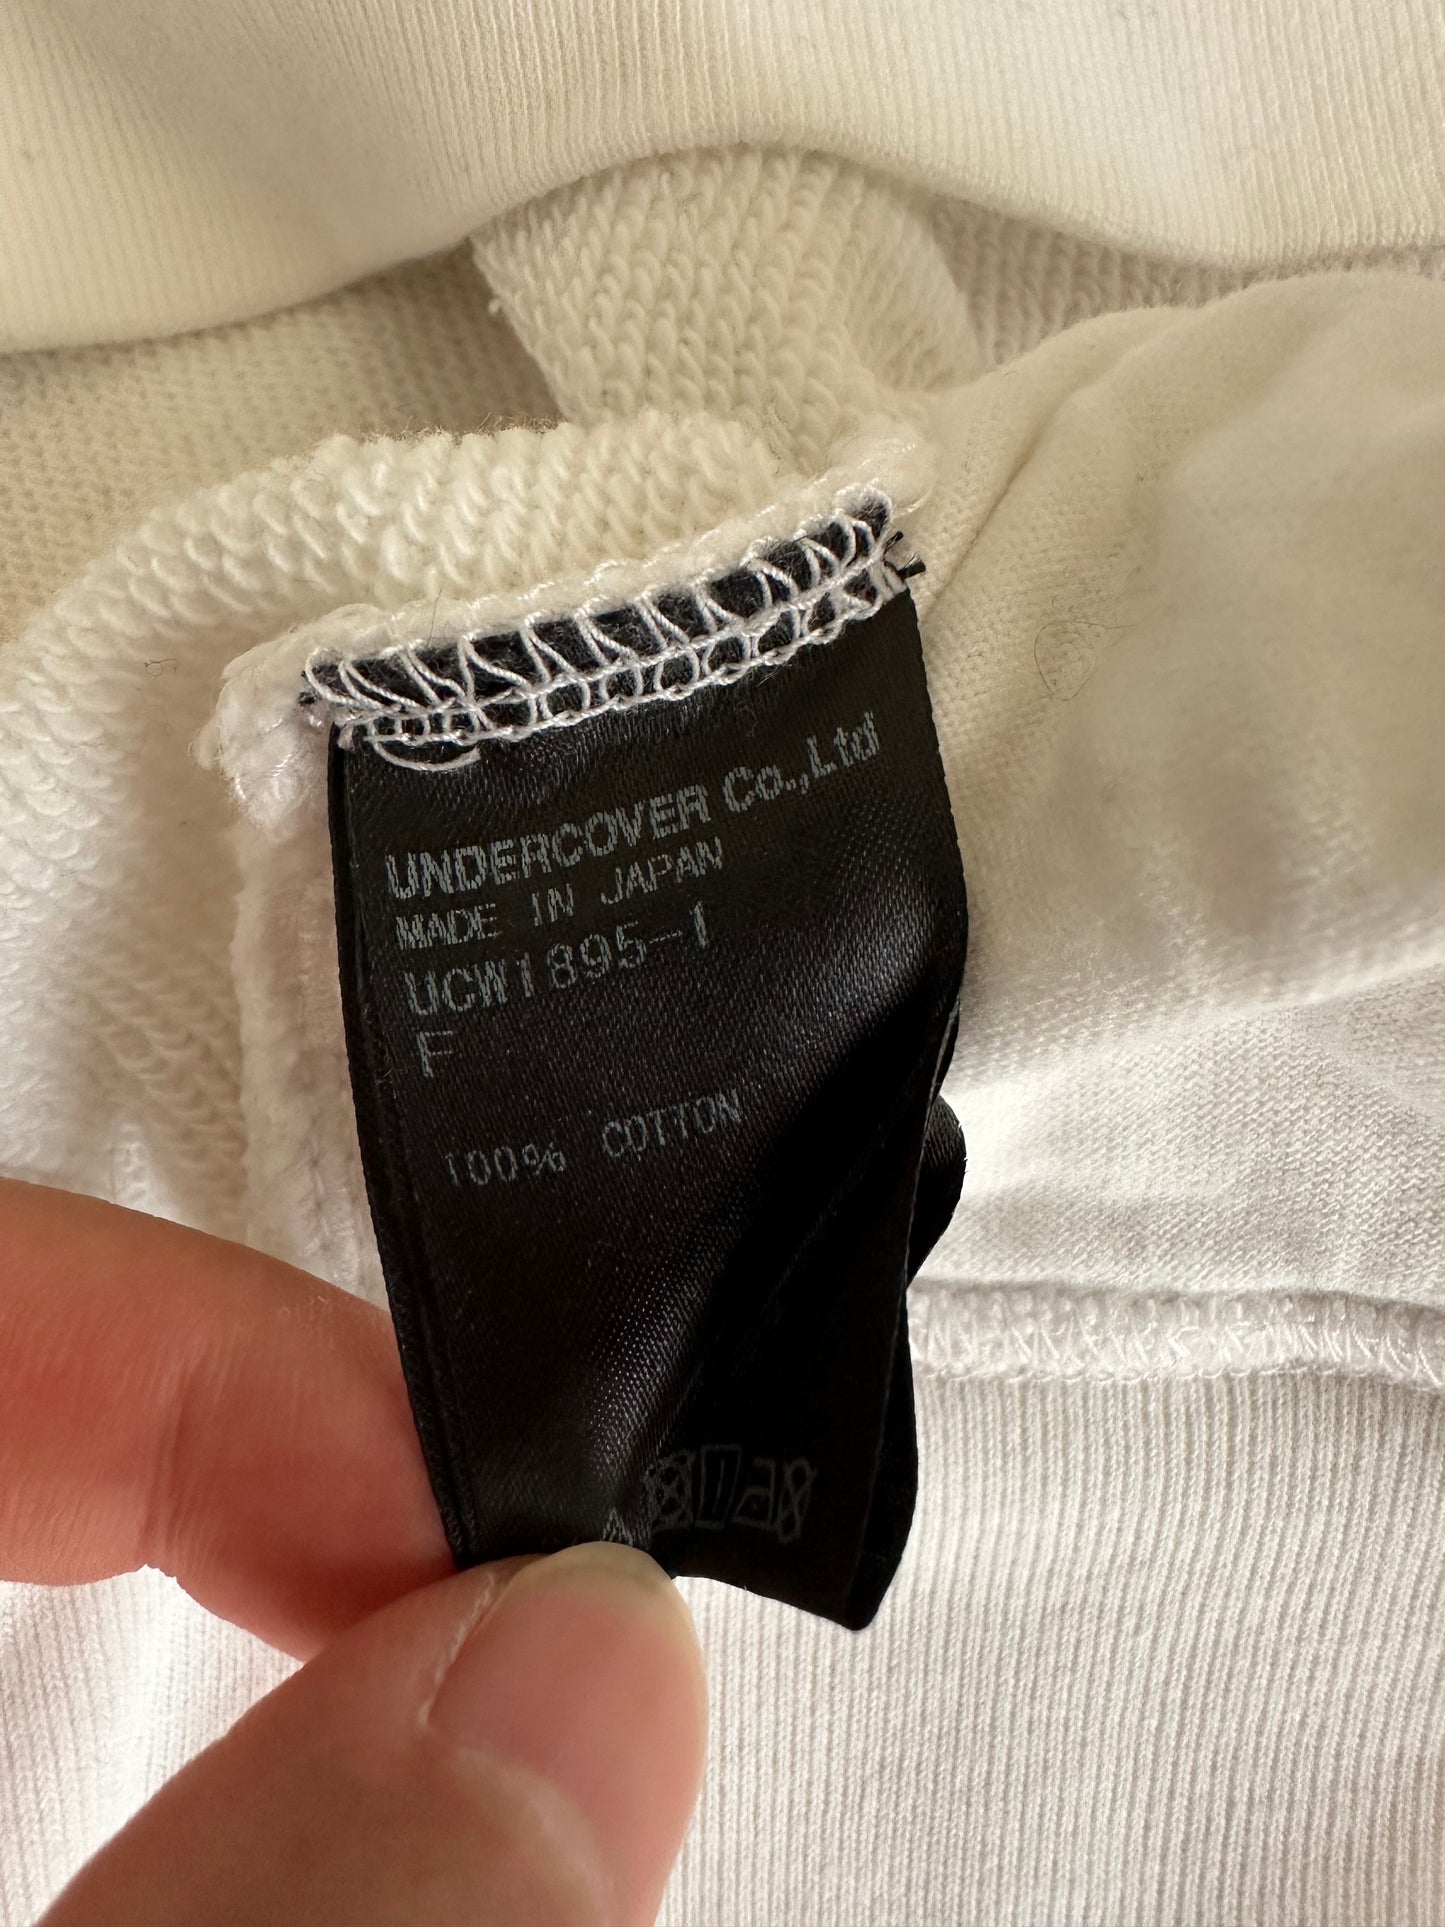 UNDERCOVER Co.,Ltd
MADE IN JAPAN
UCW1895-1
F
100% COTTON